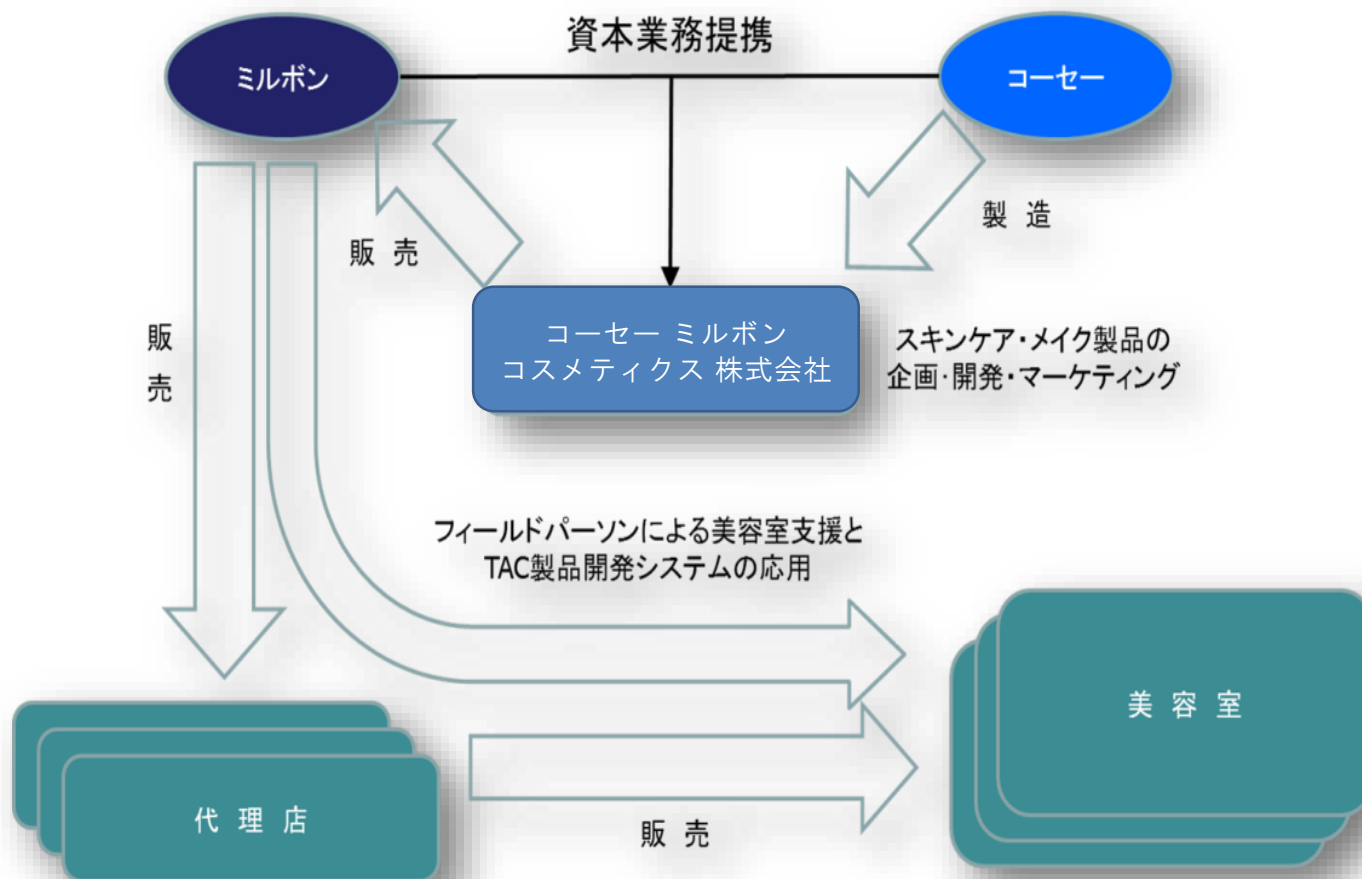 資本業務提携
ミルボン
コーセー
製 造
販 売
コーセー ミルボン
コスメティクス 株式会社
スキンケア・メイク製品の
企画・開発・マーケティング
販
売
フィールドパーソンによる美容室支援と
TAC製品開発システムの応用
美 容 室
代 理 店
販 売